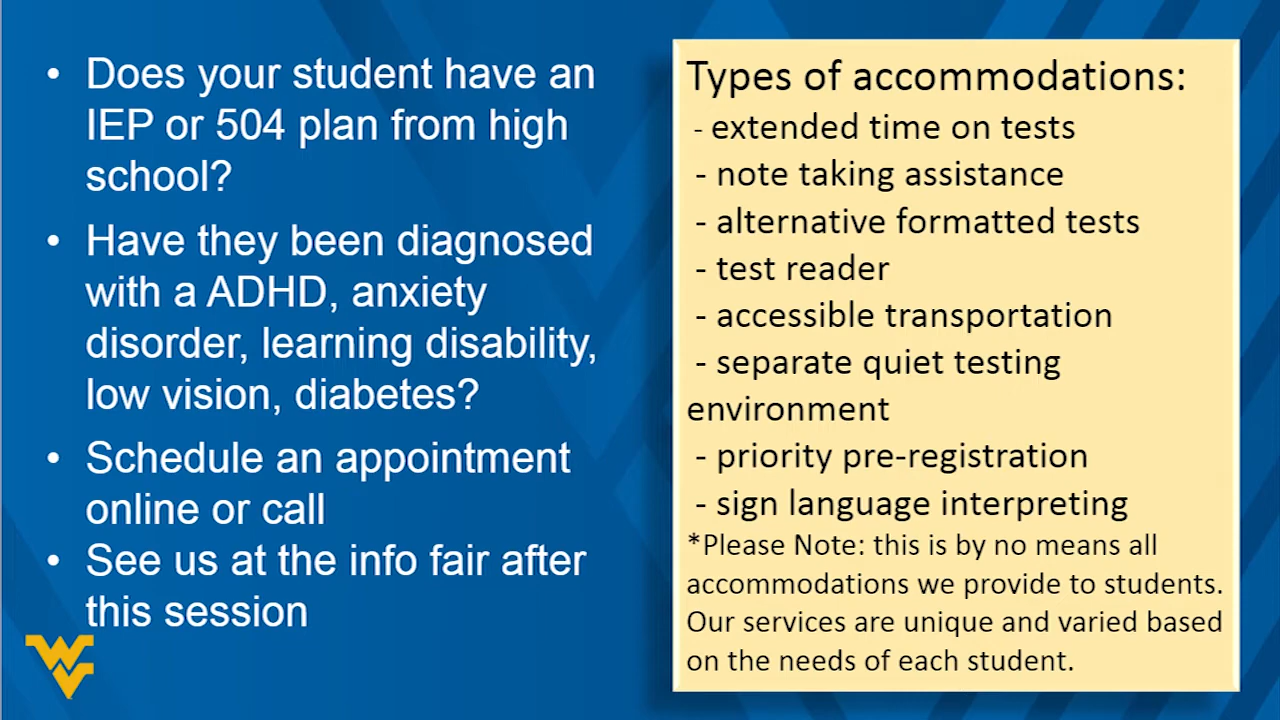 • Does your student have an
IEP or 504 plan from high
school?
• Have they been diagnosed
with a ADHD, anxiety
disorder, learning disability,
low vision, diabetes?
• Schedule an appointment
online or call
• See us at the info fair after
this session
WV
Types of accommodations:
- extended time on tests
- note taking assistance
- alternative formatted tests
- test reader
- accessible transportation
- separate quiet testing
environment
- priority pre-registration
- sign language interpreting
*Please Note: this is by no means all
accommodations we provide to students.
Our services are unique and varied based
on the needs of each student.